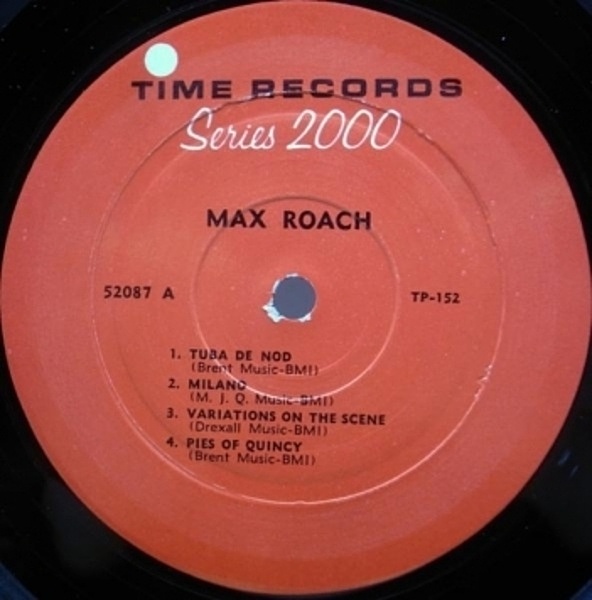 TIME RECORDS
Series 2000
MAX ROACH
52087 A
TP-152
1. TUBA DE NOD
(Brent Music-BMI)
2. MILANO
(M. J. Q. Music-BMI)
3. VARIATIONS ON THE SCENE
(Drexall Music-BMI)
4. PIES OF QUINCY
(Brent Music-BMI)